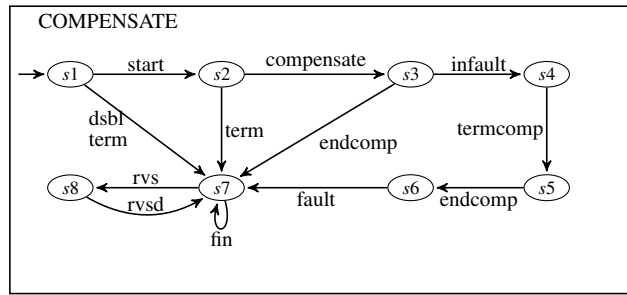 COMPENSATE
s1
start
s2
compensate
s3
infault
s4
dsbl
term
term
endcomp
termcomp
s8
rvs
rvsd
s7
fault
s6
endcomp
s5
fin